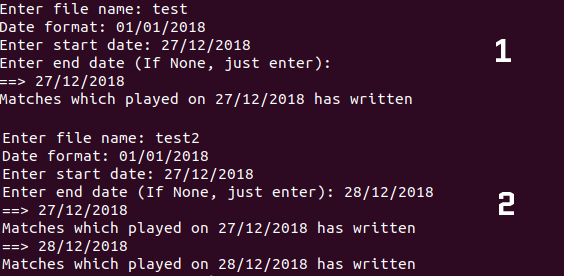 Enter file name: test
Date format: 01/01/2018
Enter start date: 27/12/2018
Enter end date (If None, just enter):
==> 27/12/2018
Matches which played on 27/12/2018 has written
1
Enter file name: test2
Date format: 01/01/2018
Enter start date: 27/12/2018
Enter end date (If None, just enter): 28/12/2018
==> 27/12/2018
Matches which played on 27/12/2018 has written
==> 28/12/2018
Matches which played on 28/12/2018 has written
2